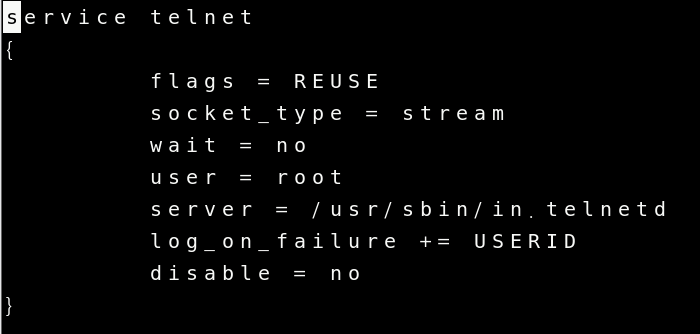 service telnet
{
flags = REUSE
socket_type = stream
wait = no
user = root
server = /usr/sbin/in.telnetd
log_on_failure += USERID
disable = no
}